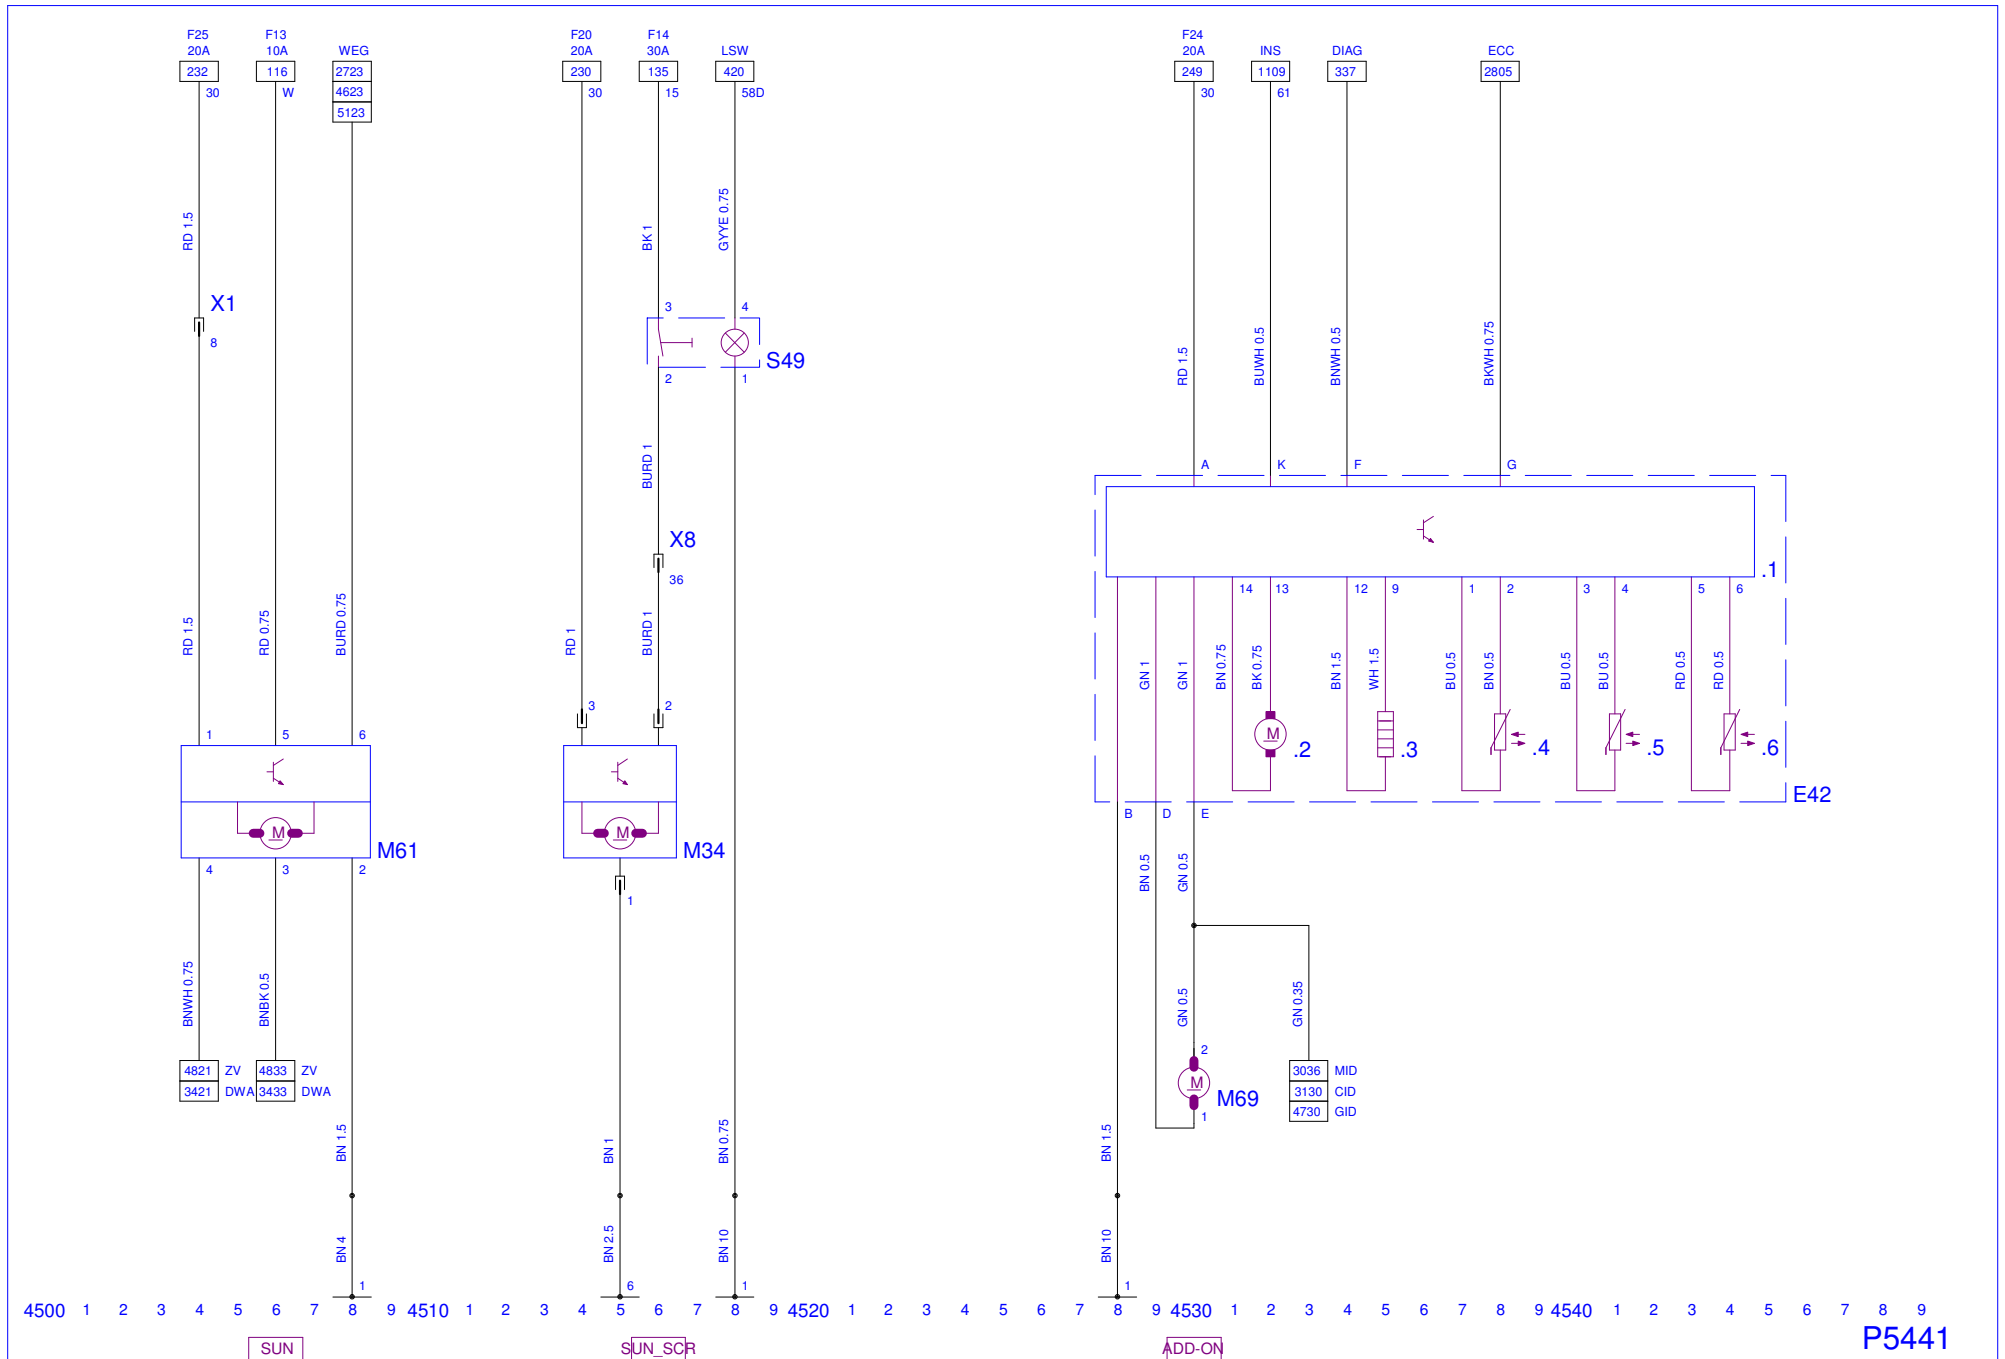 F25 F13 F20 F14 F24
20A 10A WEG 20A 30A LSW 20A INS DIAG ECC
232 116 2723 230 135 420 249 1109 337 2805
30 W 4623 30 15 58D 30 61
5123
RD 1.5 BK 1 GYYE 0.75
X1
8
3 4
S49
2 1
RD 1.5 BUWH 0.5 BNWH 0.5 BKWH 0.75
BURD 1
A K F G
X8
36
.1
14 13 12 9 1 2 3 4 5 6
RD 1.5 RD 0.75 BURD 0.75 RD 1 BURD 1
GN 1 GN 1 BN 0.75 BK 0.75 BN 1.5 WH 1.5 BU 0.5 BN 0.5 BU 0.5 BU 0.5 RD 0.5 RD 0.5
3 2
1 5 6
M .2 .3 .4 .5 .6
E42
B D E
M M61 M M34
4 3 2
1
BN 0.5 GN 0.5
BNWH 0.75 BNBK 0.5 GN 0.5 GN 0.35
2
4821 ZV 4833 ZV 3036 MID
3421 DWA 3433 DWA M 3130 CID
M69
1 4730 GID
BN 1.5 BN 1 BN 0.75 BN 1.5
BN 4 BN 2.5 BN 10 BN 10
1 6 1 1
4500 1 2 3 4 5 6 7 8 9 4510 1 2 3 4 5 6 7 8 9 4520 1 2 3 4 5 6 7 8 9 4530 1 2 3 4 5 6 7 8 9 4540 1 2 3 4 5 6 7 8 9
P5441
SUN SUN_SCR ADD-ON